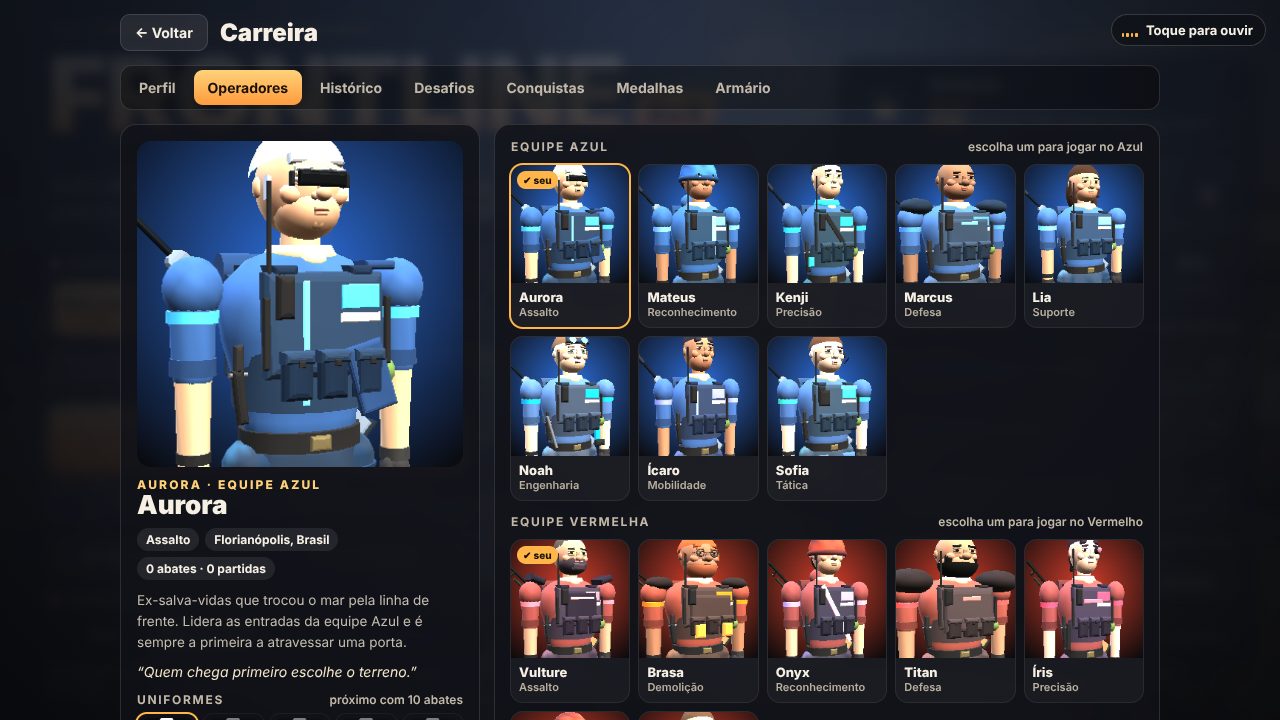 ← Voltar
Carreira
Toque para ouvir
FRONTLINE
Perfil
Operadores
Histórico
Desafios
Conquistas
Medalhas
Armário
AURORA · EQUIPE AZUL
Aurora
Assalto
Florianópolis, Brasil
0 abates · 0 partidas
Ex-salva-vidas que trocou o mar pela linha de
frente. Lidera as entradas da equipe Azul e é
sempre a primeira a atravessar uma porta.
“Quem chega primeiro escolhe o terreno.”
UNIFORMES
próximo com 10 abates
EQUIPE AZUL
escolha um para jogar no Azul
✔ seu
Aurora
Assalto
Mateus
Reconhecimento
Kenji
Precisão
Marcus
Defesa
Lia
Suporte
Noah
Engenharia
Ícaro
Mobilidade
Sofia
Tática
EQUIPE VERMELHA
escolha um para jogar no Vermelho
✔ seu
Vulture
Assalto
Brasa
Demolição
Onyx
Reconhecimento
Titan
Defesa
Íris
Precisão